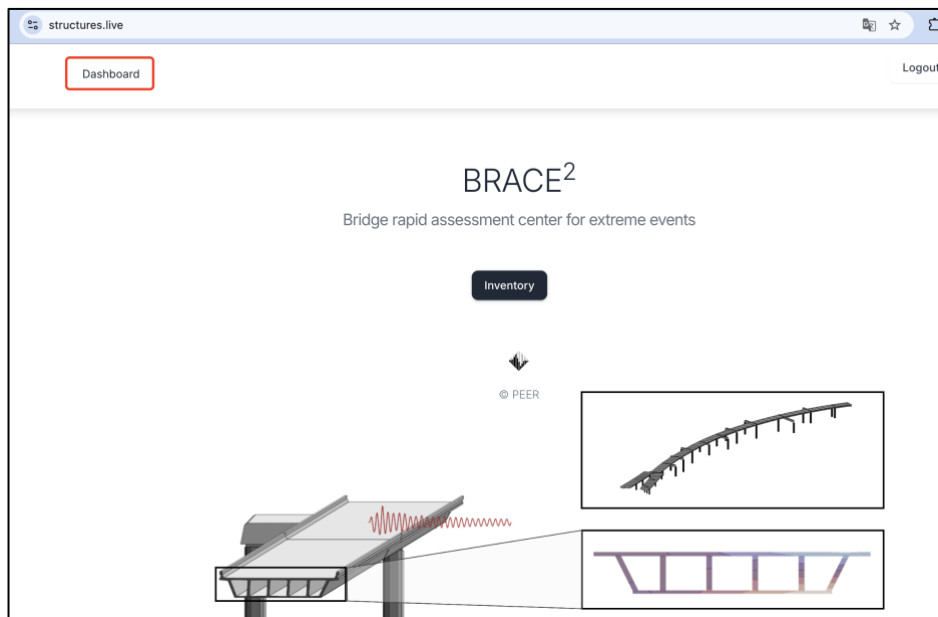 structures.live
Dashboard
Logout
BRACE²
Bridge rapid assessment center for extreme events
Inventory
© PEER